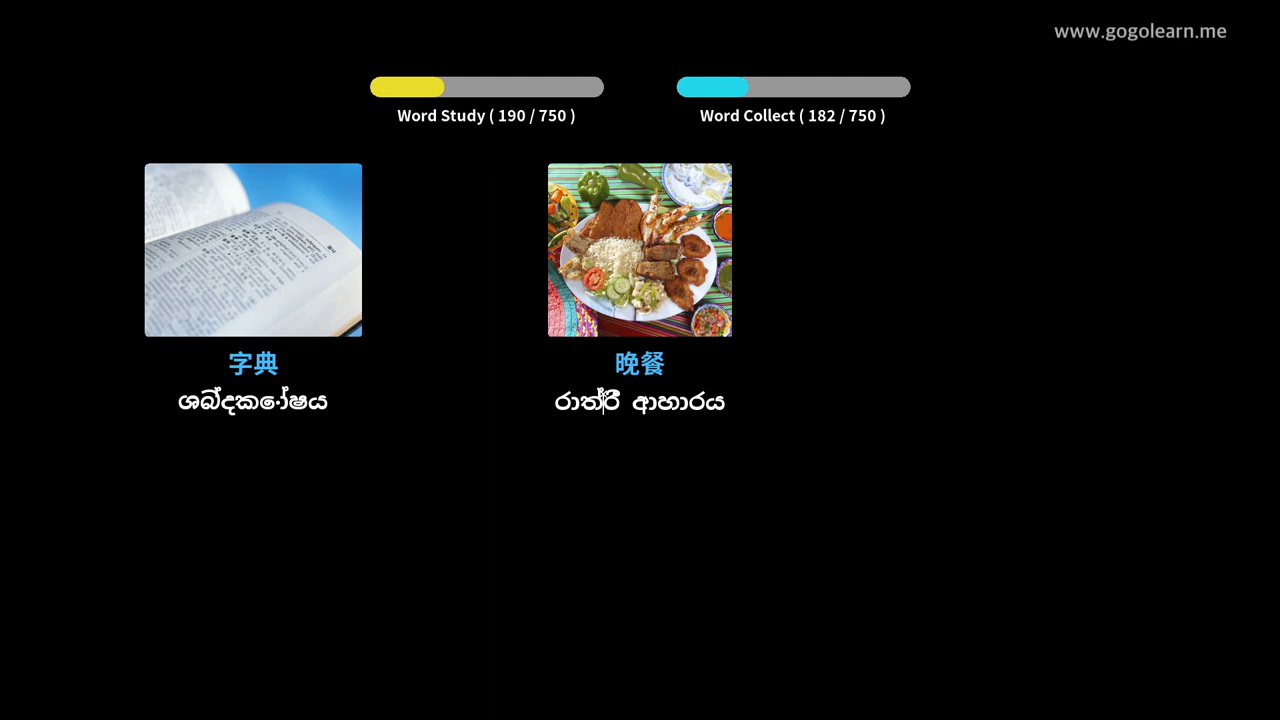 www.gogolearn.me
Word Study ( 190 / 750 )
Word Collect ( 182 / 750 )
字典
ශබ්දකෝෂය
晚餐
රාත්‍රී ආහාරය